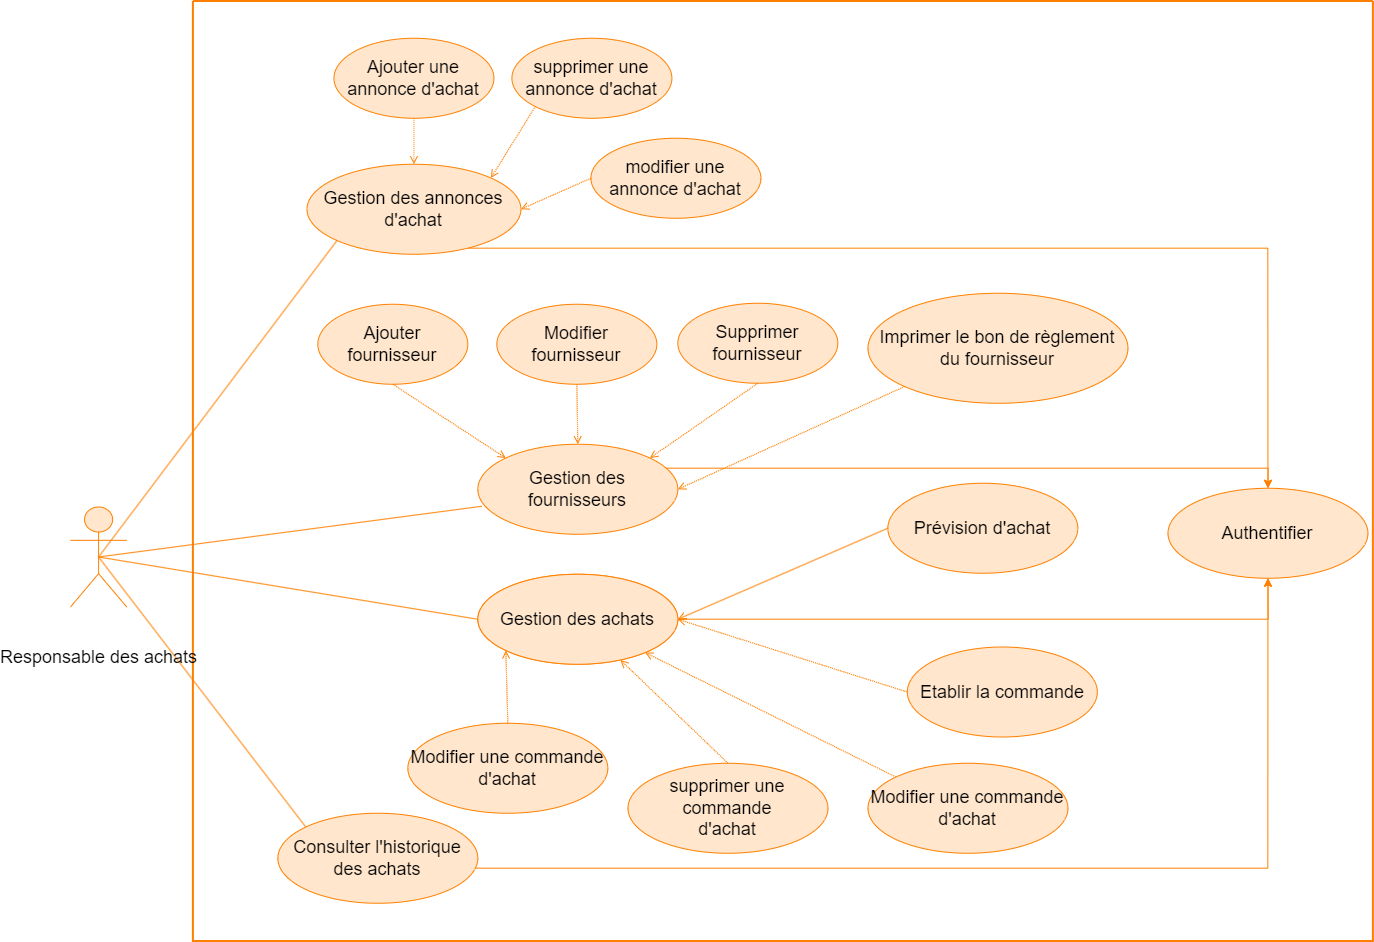 Ajouter une
annonce d'achat
supprimer une
annonce d'achat
modifier une
annonce d'achat
Gestion des annonces
d'achat
Ajouter
fournisseur
Modifier
fournisseur
Supprimer
fournisseur
Imprimer le bon de règlement
du fournisseur
Gestion des
fournisseurs
Prévision d'achat
Authentifier
Gestion des achats
Responsable des achats
Etablir la commande
Modifier une commande
d'achat
supprimer une
commande
d'achat
Modifier une commande
d'achat
Consulter l'historique
des achats